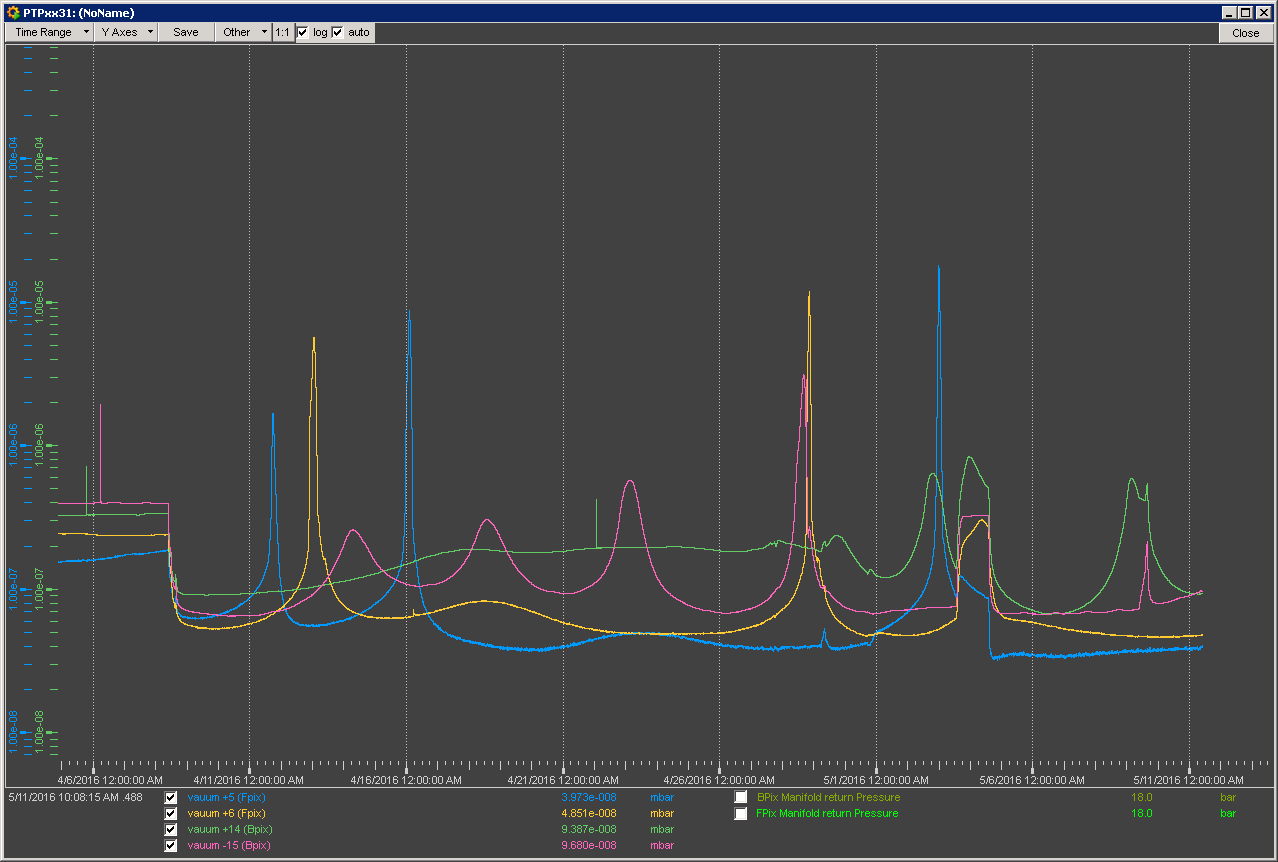 PTPxx31: (NoName)
Time Range Y Axes Save Other 1:1 log auto Close
1.00e-04 1.00e-04
1.00e-05 1.00e-05
1.00e-06 1.00e-06
1.00e-07 1.00e-07
1.00e-08 1.00e-08
4/6/2016 12:00:00 AM 4/11/2016 12:00:00 AM 4/16/2016 12:00:00 AM 4/21/2016 12:00:00 AM 4/26/2016 12:00:00 AM 5/1/2016 12:00:00 AM 5/6/2016 12:00:00 AM 5/11/2016 12:00:00 AM
5/11/2016 10:08:15 AM .488 vauum +5 (Fpix) 3.973e-008 mbar BPix Manifold return Pressure 18.0 bar
vauum +6 (Fpix) 4.851e-008 mbar FPix Manifold return Pressure 18.0 bar
vauum +14 (Bpix) 9.387e-008 mbar
vauum -15 (Bpix) 9.680e-008 mbar